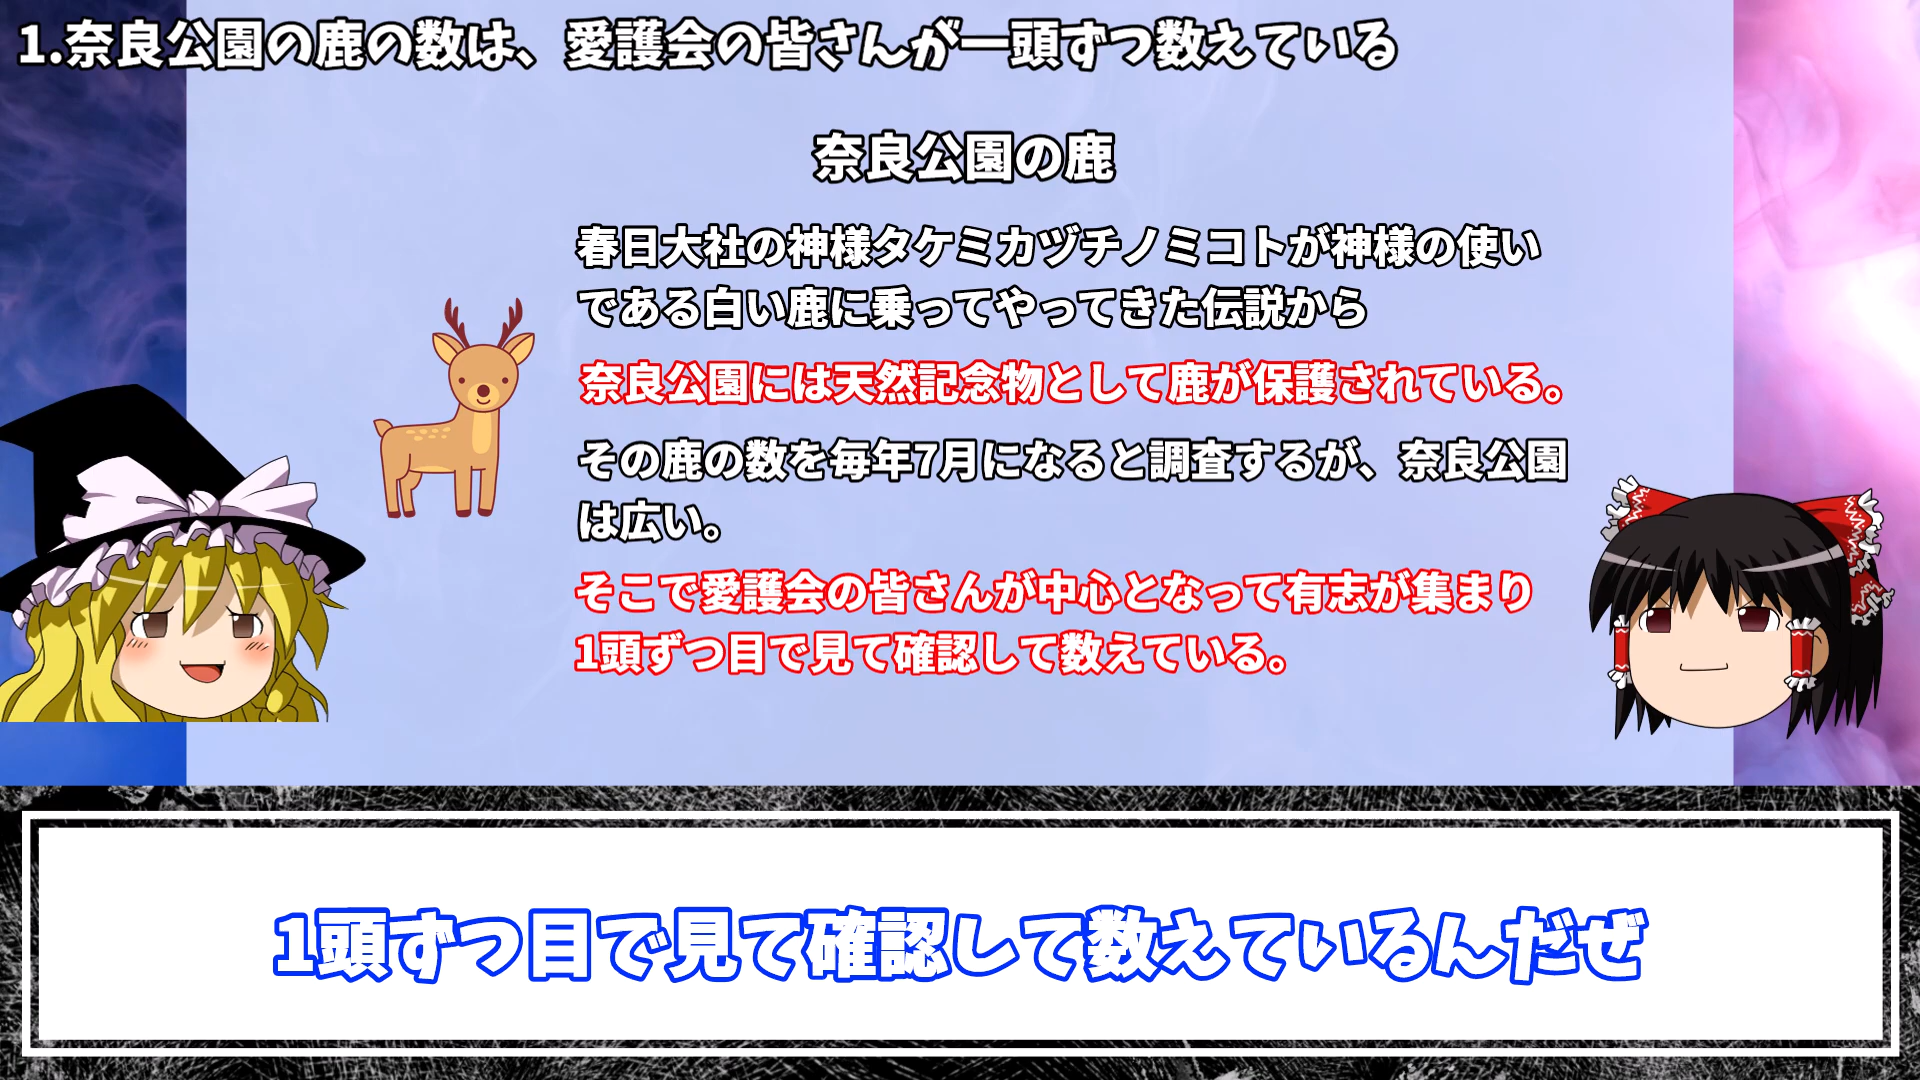 1.奈良公園の鹿の数は、愛護会の皆さんが一頭ずつ数えている
奈良公園の鹿
春日大社の神様タケミカヅチノミコトが神様の使い
である白い鹿に乗ってやってきた伝説から
奈良公園には天然記念物として鹿が保護されている。
その鹿の数を毎年7月になると調査するが、奈良公園
は広い。
そこで愛護会の皆さんが中心となって有志が集まり
1頭ずつ目で見て確認して数えている。
1頭ずつ目で見て確認して数えているんだぜ